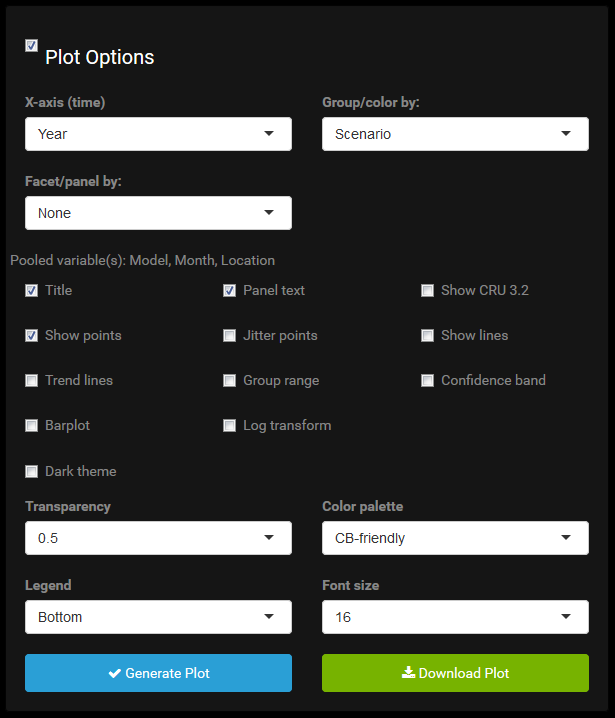 Plot Options
X-axis (time) Group/color by:
Year Scenario
Facet/panel by:
None
Pooled variable(s): Model, Month, Location
Title Panel text Show CRU 3.2
Show points Jitter points Show lines
Trend lines Group range Confidence band
Barplot Log transform
Dark theme
Transparency Color palette
0.5 CB-friendly
Legend Font size
Bottom 16
Generate Plot Download Plot